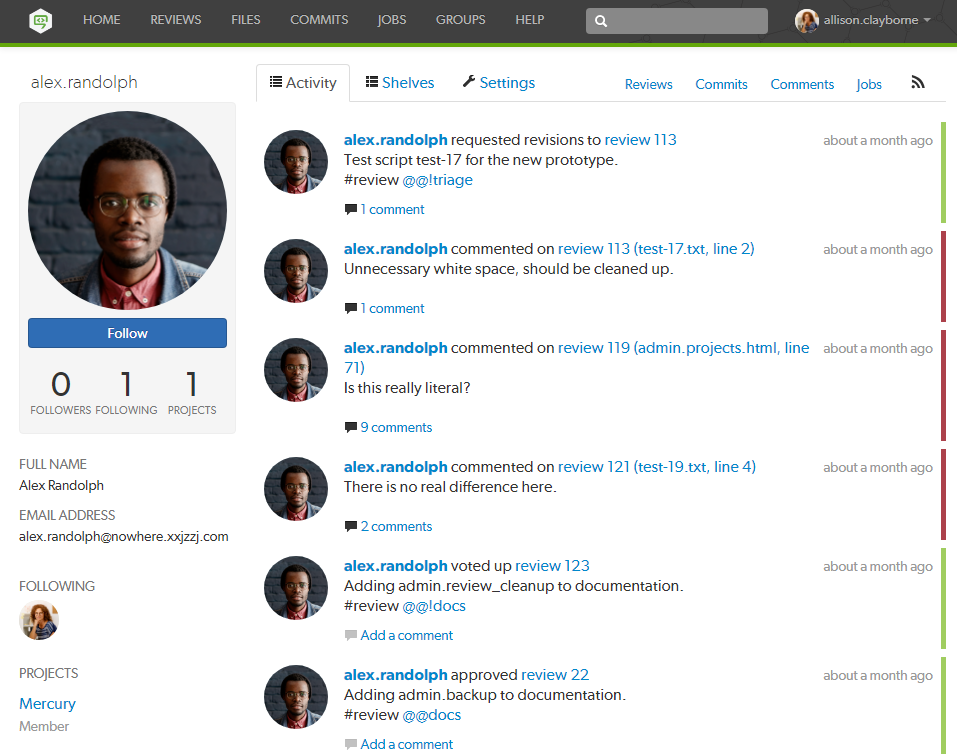 HOME REVIEWS FILES COMMITS JOBS GROUPS HELP allison.clayborne
alex.randolph
Activity Shelves Settings Reviews Commits Comments Jobs
Follow
0 1 1
FOLLOWERS FOLLOWING PROJECTS
FULL NAME
Alex Randolph
EMAIL ADDRESS
alex.randolph@nowhere.xxjzzj.com
FOLLOWING
PROJECTS
Mercury
Member
alex.randolph requested revisions to review 113 about a month ago
Test script test-17 for the new prototype.
#review @@!triage
1 comment
alex.randolph commented on review 113 (test-17.txt, line 2) about a month ago
Unnecessary white space, should be cleaned up.
1 comment
alex.randolph commented on review 119 (admin.projects.html, line about a month ago
71)
Is this really literal?
9 comments
alex.randolph commented on review 121 (test-19.txt, line 4) about a month ago
There is no real difference here.
2 comments
alex.randolph voted up review 123 about a month ago
Adding admin.review_cleanup to documentation.
#review @@!docs
Add a comment
alex.randolph approved review 22 about a month ago
Adding admin.backup to documentation.
#review @@docs
Add a comment